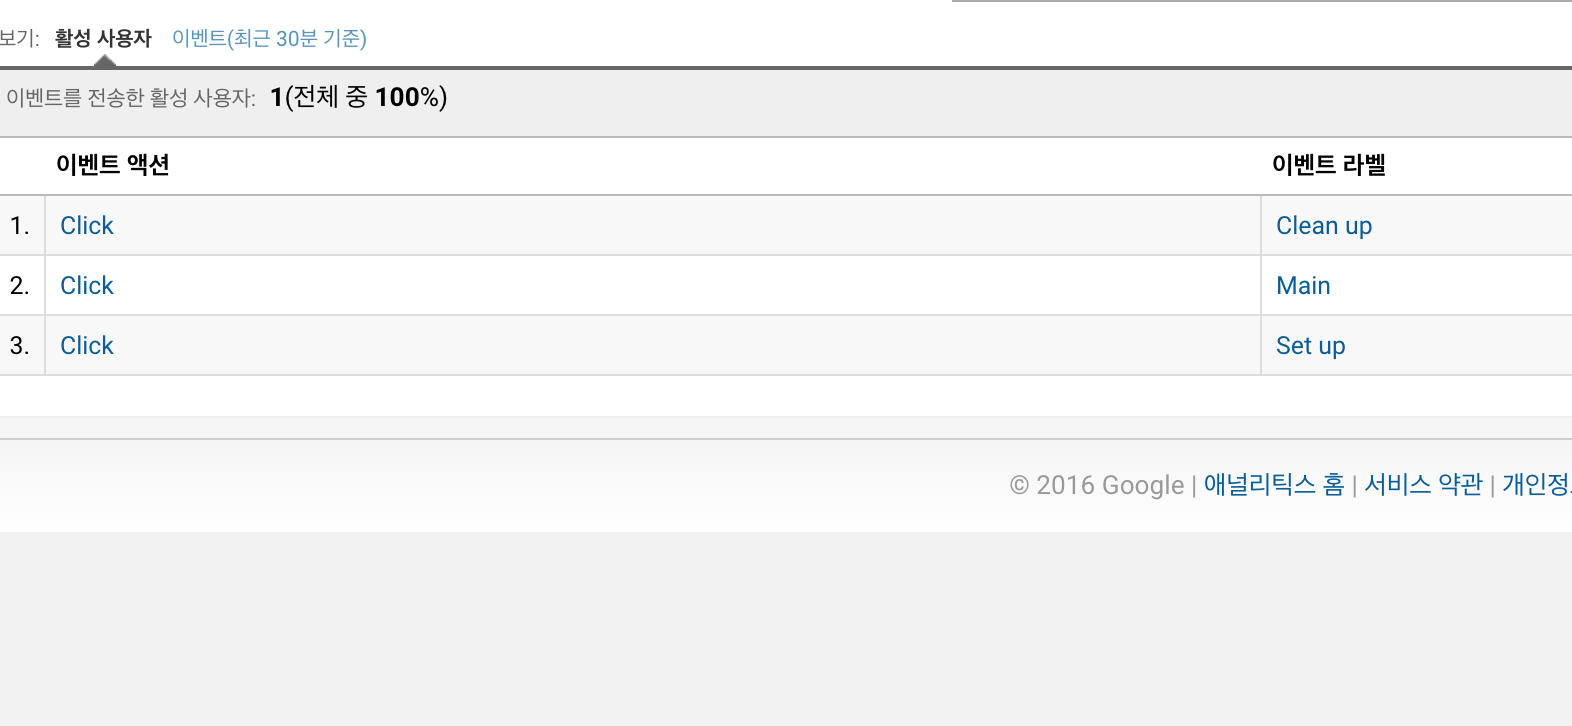 보기: 활성 사용자 이벤트(최근 30분 기준)
이벤트를 전송한 활성 사용자: 1(전체 중 100%)
이벤트 액션 이벤트 라벨
1. Click Clean up
2. Click Main
3. Click Set up
© 2016 Google | 애널리틱스 홈 | 서비스 약관 | 개인정